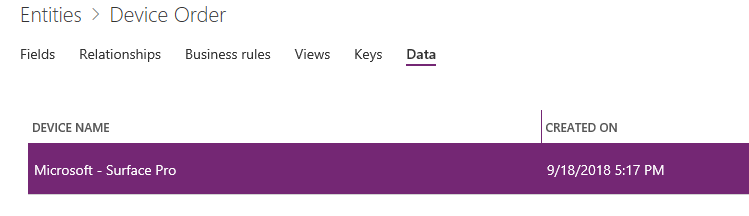 Entities > Device Order
Fields Relationships Business rules Views Keys Data
DEVICE NAME CREATED ON
Microsoft - Surface Pro 9/18/2018 5:17 PM